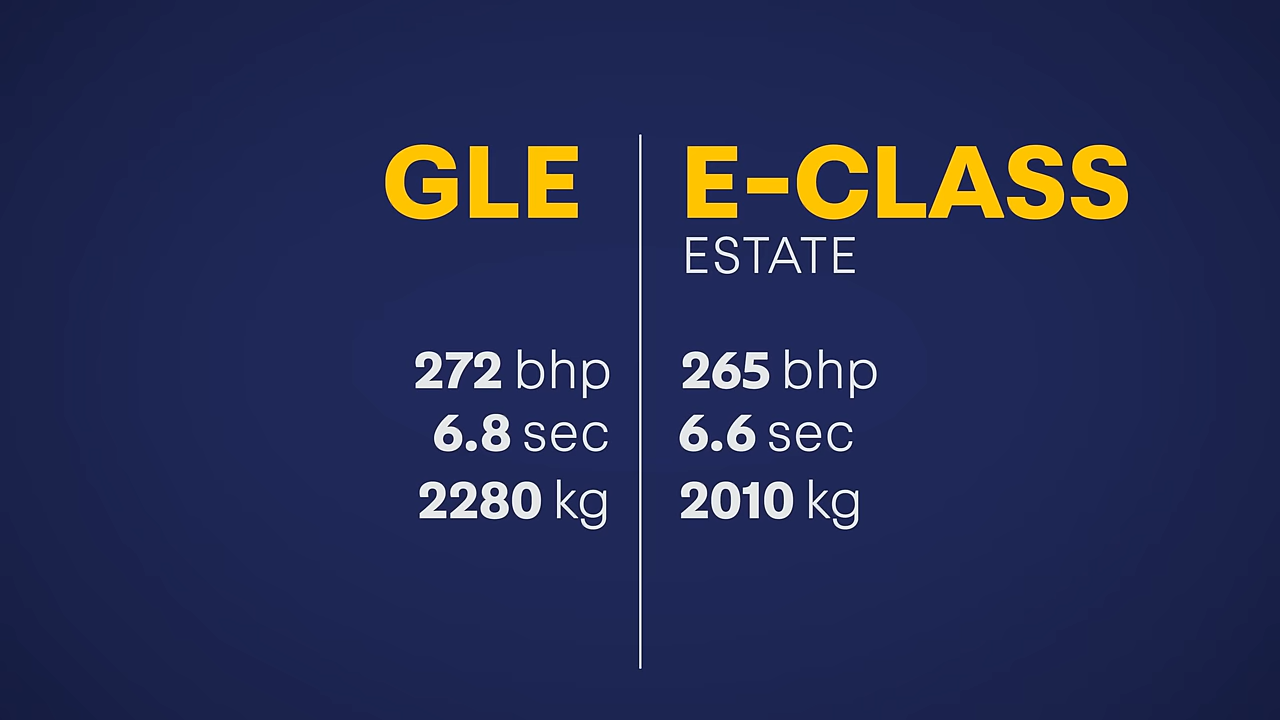 GLE
272 bhp
6.8 sec
2280 kg
E-CLASS
ESTATE
265 bhp
6.6 sec
2010 kg